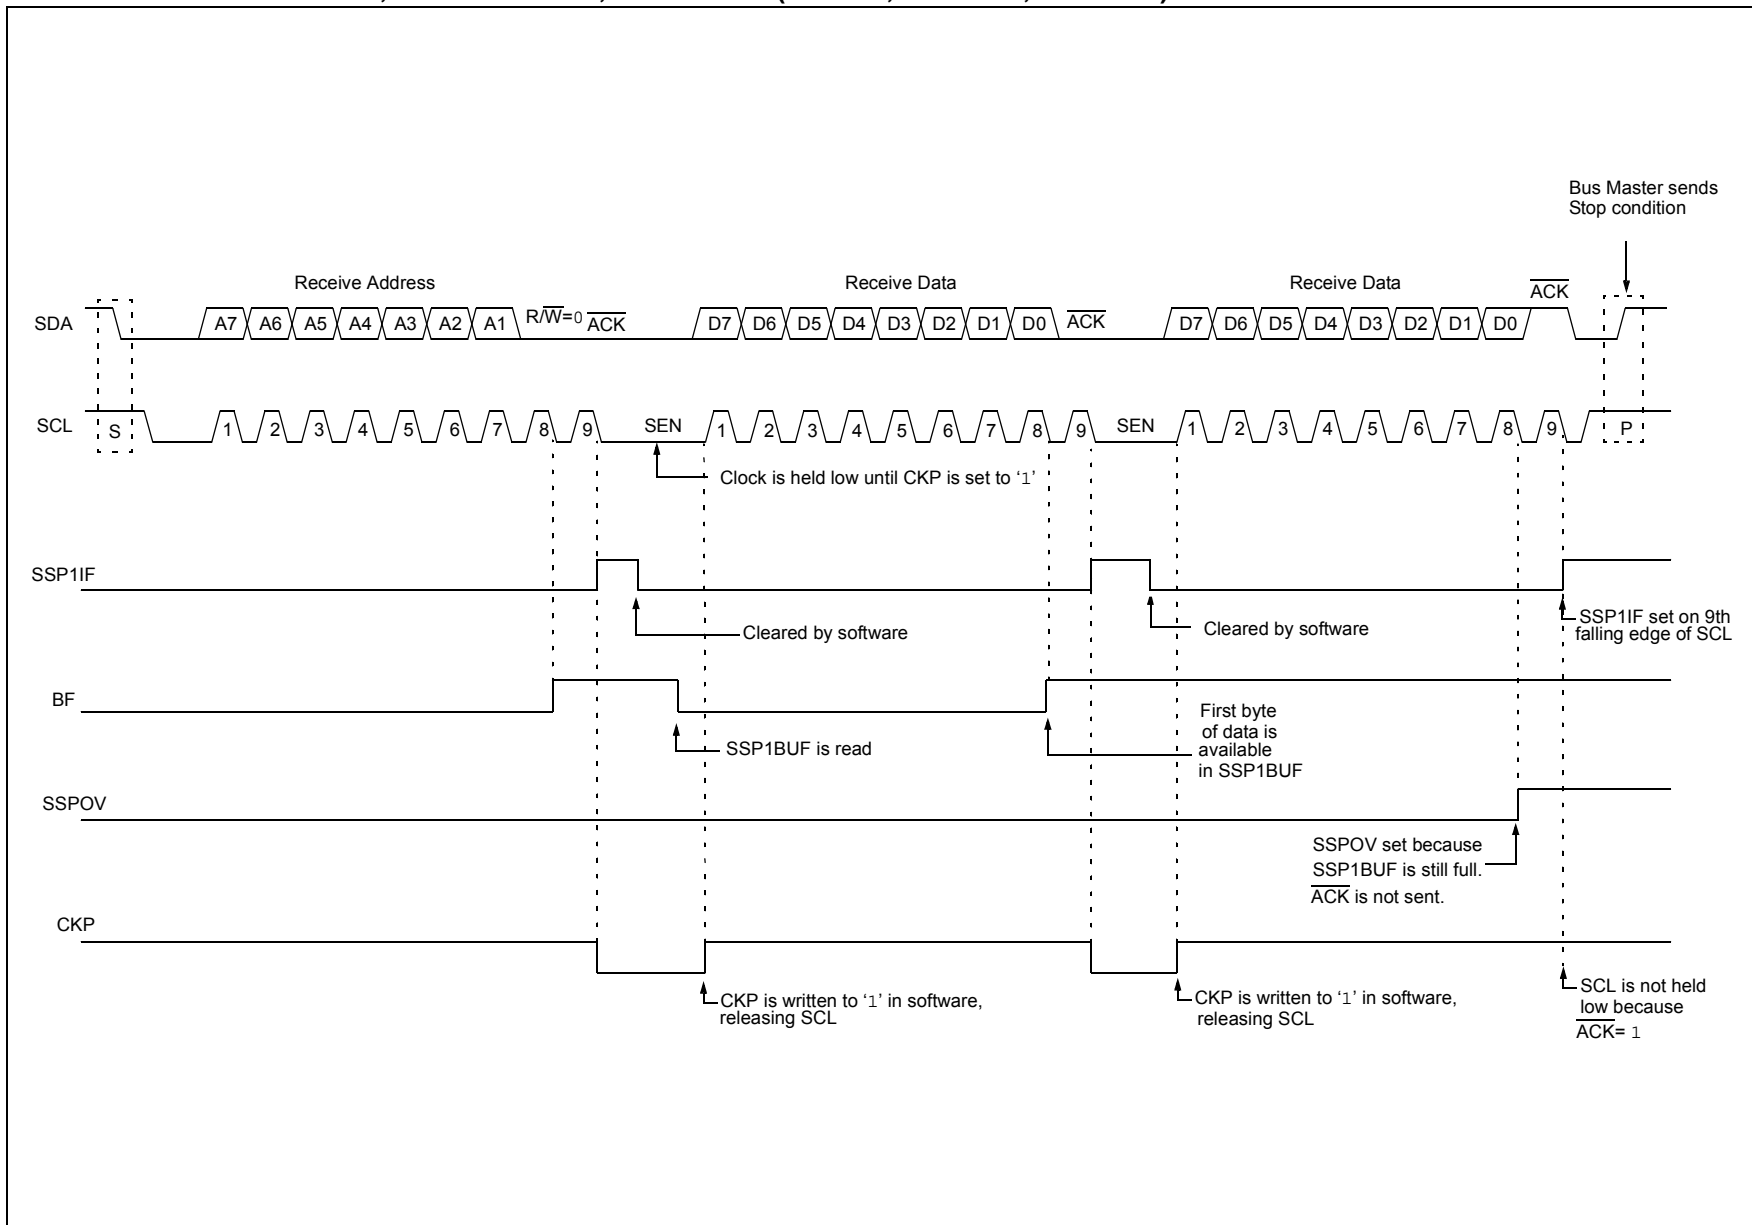 Bus Master sends
Stop condition
Receive Address
Receive Data
Receive Data
ACK
SDA
A7 A6 A5 A4 A3 A2 A1 R/W=0 ACK
D7 D6 D5 D4 D3 D2 D1 D0 ACK
D7 D6 D5 D4 D3 D2 D1 D0
SCL
S
1 2 3 4 5 6 7 8 9 SEN
1 2 3 4 5 6 7 8 9 SEN
1 2 3 4 5 6 7 8 9
P
Clock is held low until CKP is set to ‘1’
SSP1IF
Cleared by software
Cleared by software
SSP1IF set on 9th
falling edge of SCL
BF
SSP1BUF is read
First byte
of data is
available
in SSP1BUF
SSPOV
SSPOV set because
SSP1BUF is still full.
ACK is not sent.
CKP
CKP is written to ‘1’ in software,
releasing SCL
CKP is written to ‘1’ in software,
releasing SCL
SCL is not held
low because
ACK= 1